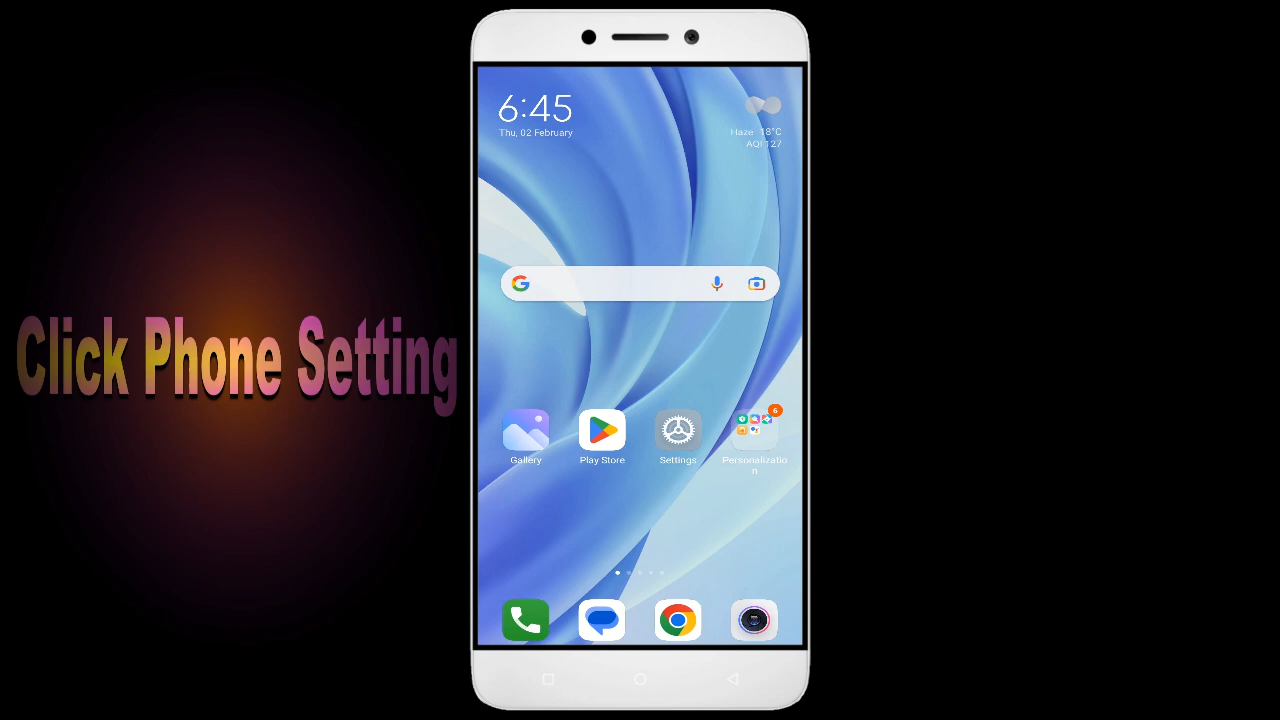 Click Phone Setting
6:45
Thu, 02 February
Haze 18°C
AQI 127
Gallery
Play Store
Settings
6
Personalizatio
n